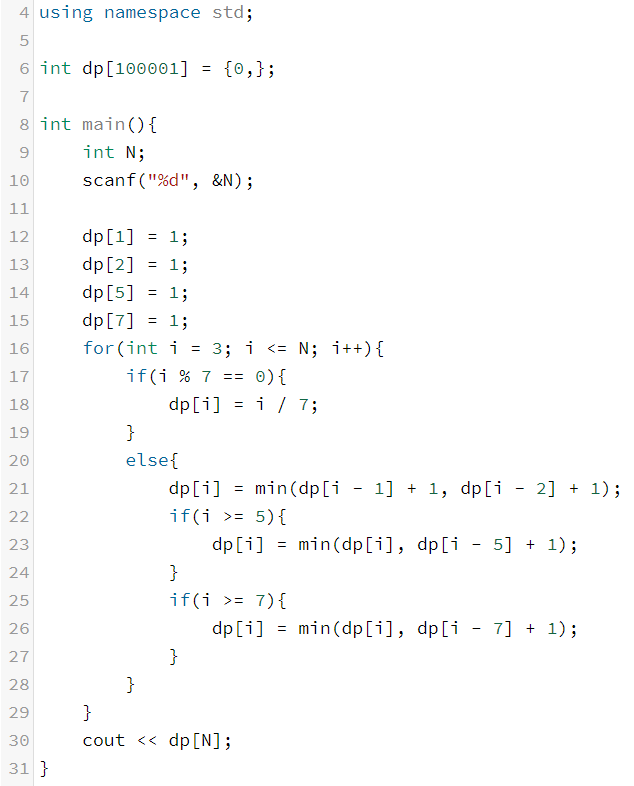 4 using namespace std;
5
6 int dp[100001] = {0,};
7
8 int main(){
9     int N;
10     scanf("%d", &N);
11
12     dp[1] = 1;
13     dp[2] = 1;
14     dp[5] = 1;
15     dp[7] = 1;
16     for(int i = 3; i <= N; i++){
17         if(i % 7 == 0){
18             dp[i] = i / 7;
19         }
20         else{
21             dp[i] = min(dp[i - 1] + 1, dp[i - 2] + 1);
22             if(i >= 5){
23                 dp[i] = min(dp[i], dp[i - 5] + 1);
24             }
25             if(i >= 7){
26                 dp[i] = min(dp[i], dp[i - 7] + 1);
27             }
28         }
29     }
30     cout << dp[N];
31 }